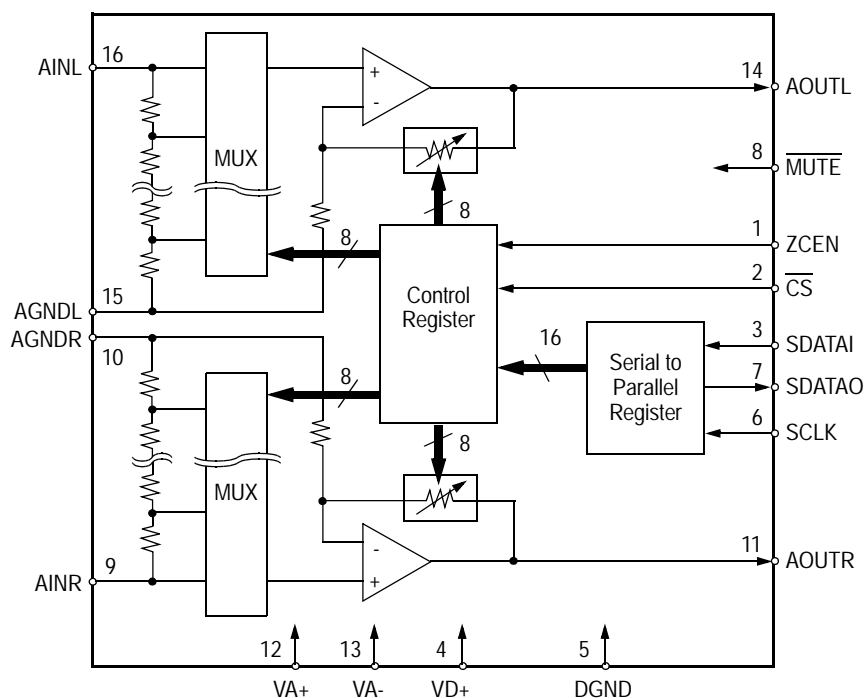 AINL 16
MUX
+
-
14 AOUTL
8 MUTE
8
1 ZCEN
8
2 CS
AGNDL 15
Control
Register
AGNDR
10
16
3 SDATAI
Serial to
Parallel
Register
7 SDATAO
8
6 SCLK
8
MUX
-
+
11 AOUTR
AINR 9
12 13 4 5
VA+ VA- VD+ DGND